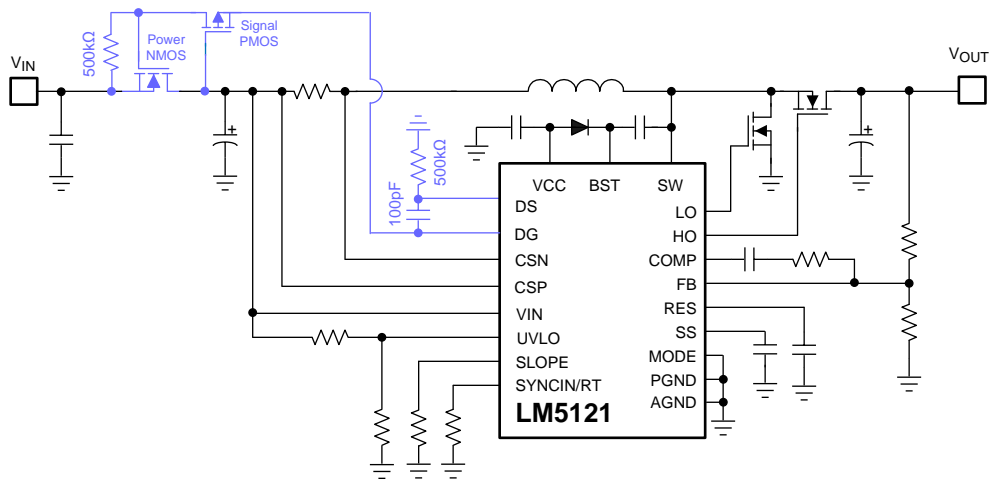 Signal
PMOS
Power
NMOS
500kΩ
VIN
VOUT
500kΩ
100pF
VCC
BST
SW
DS
DG
CSN
CSP
VIN
UVLO
SLOPE
SYNCIN/RT
LO
HO
COMP
FB
RES
SS
MODE
PGND
AGND
LM5121
+
+